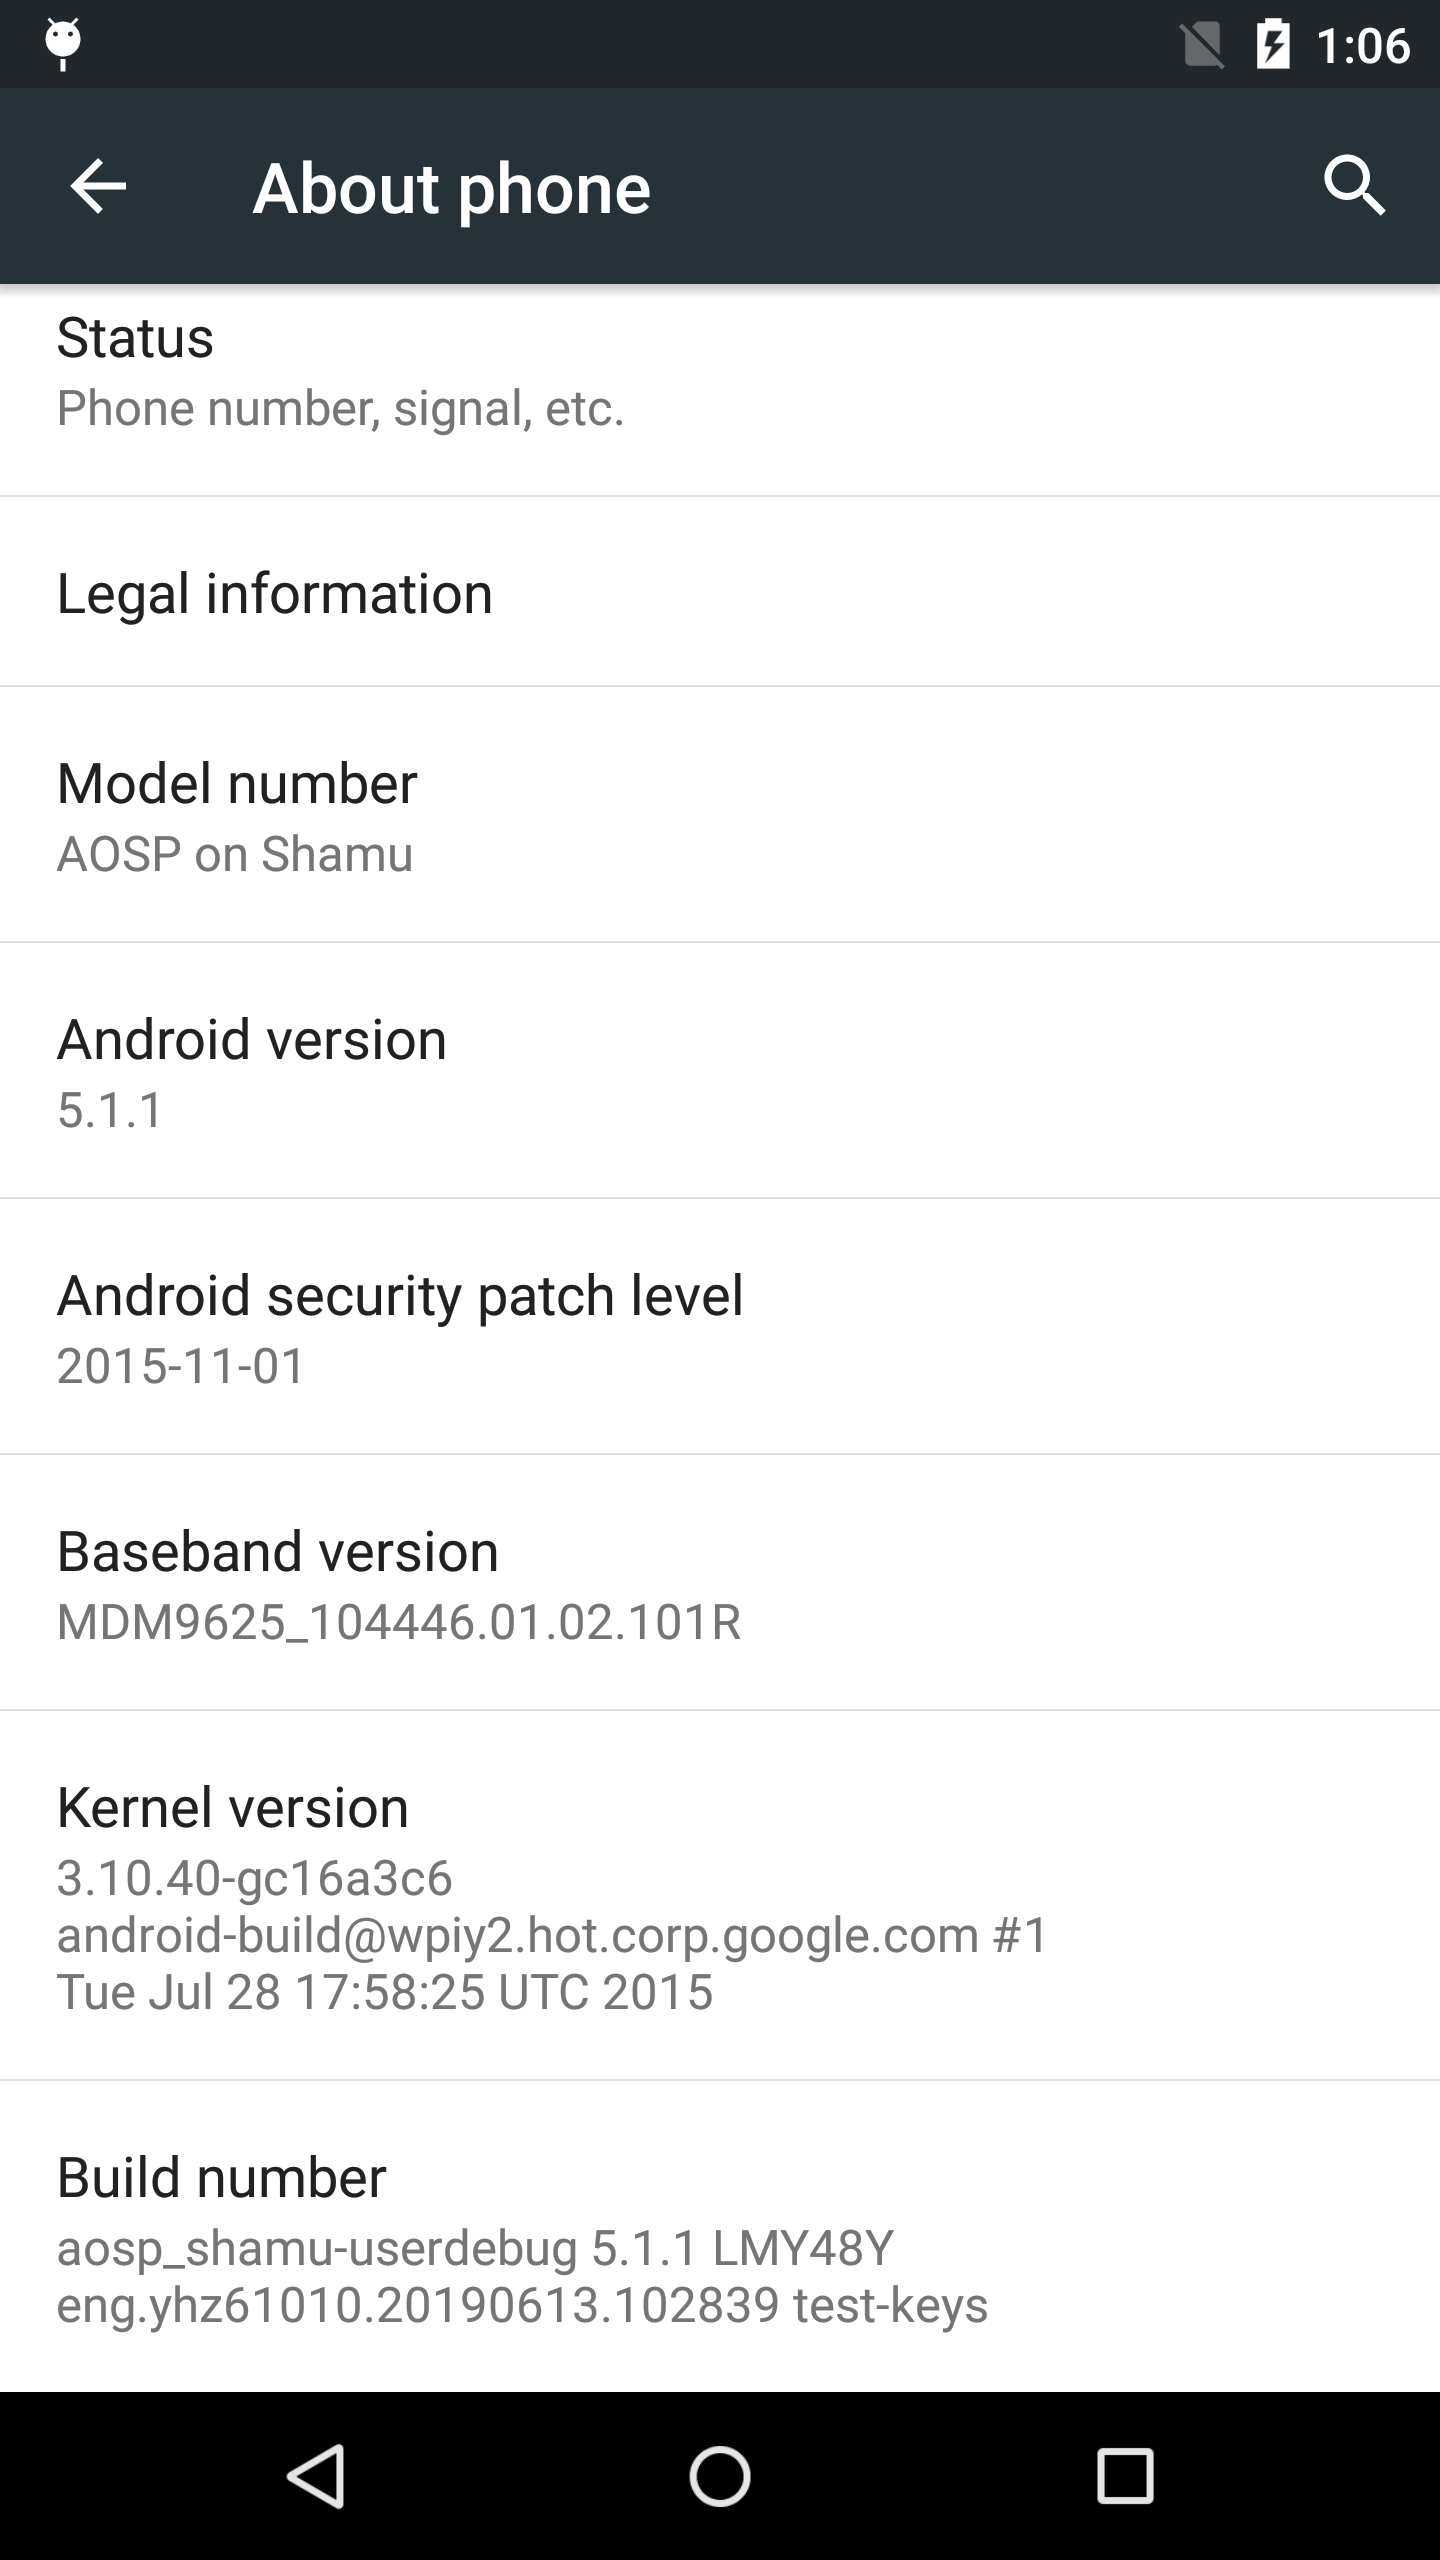 1:06
About phone
Status
Phone number, signal, etc.
Legal information
Model number
AOSP on Shamu
Android version
5.1.1
Android security patch level
2015-11-01
Baseband version
MDM9625_104446.01.02.101R
Kernel version
3.10.40-gc16a3c6
android-build@wpiy2.hot.corp.google.com #1
Tue Jul 28 17:58:25 UTC 2015
Build number
aosp_shamu-userdebug 5.1.1 LMY48Y
eng.yhz61010.20190613.102839 test-keys